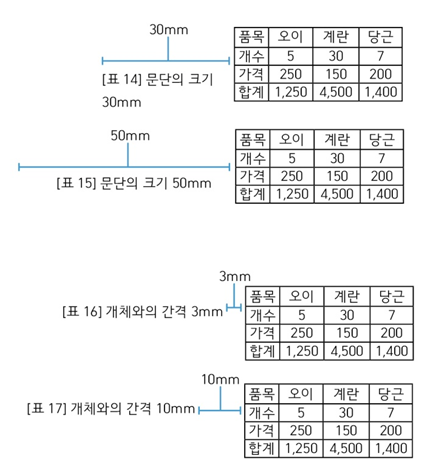 30mm
품목 오이 계란 당근
개수 5 30 7
가격 250 150 200
합계 1,250 4,500 1,400
[표 14] 문단의 크기
30mm
50mm
품목 오이 계란 당근
개수 5 30 7
가격 250 150 200
합계 1,250 4,500 1,400
[표 15] 문단의 크기 50mm
3mm
품목 오이 계란 당근
개수 5 30 7
가격 250 150 200
합계 1,250 4,500 1,400
[표 16] 개체와의 간격 3mm
10mm
품목 오이 계란 당근
개수 5 30 7
가격 250 150 200
합계 1,250 4,500 1,400
[표 17] 개체와의 간격 10mm